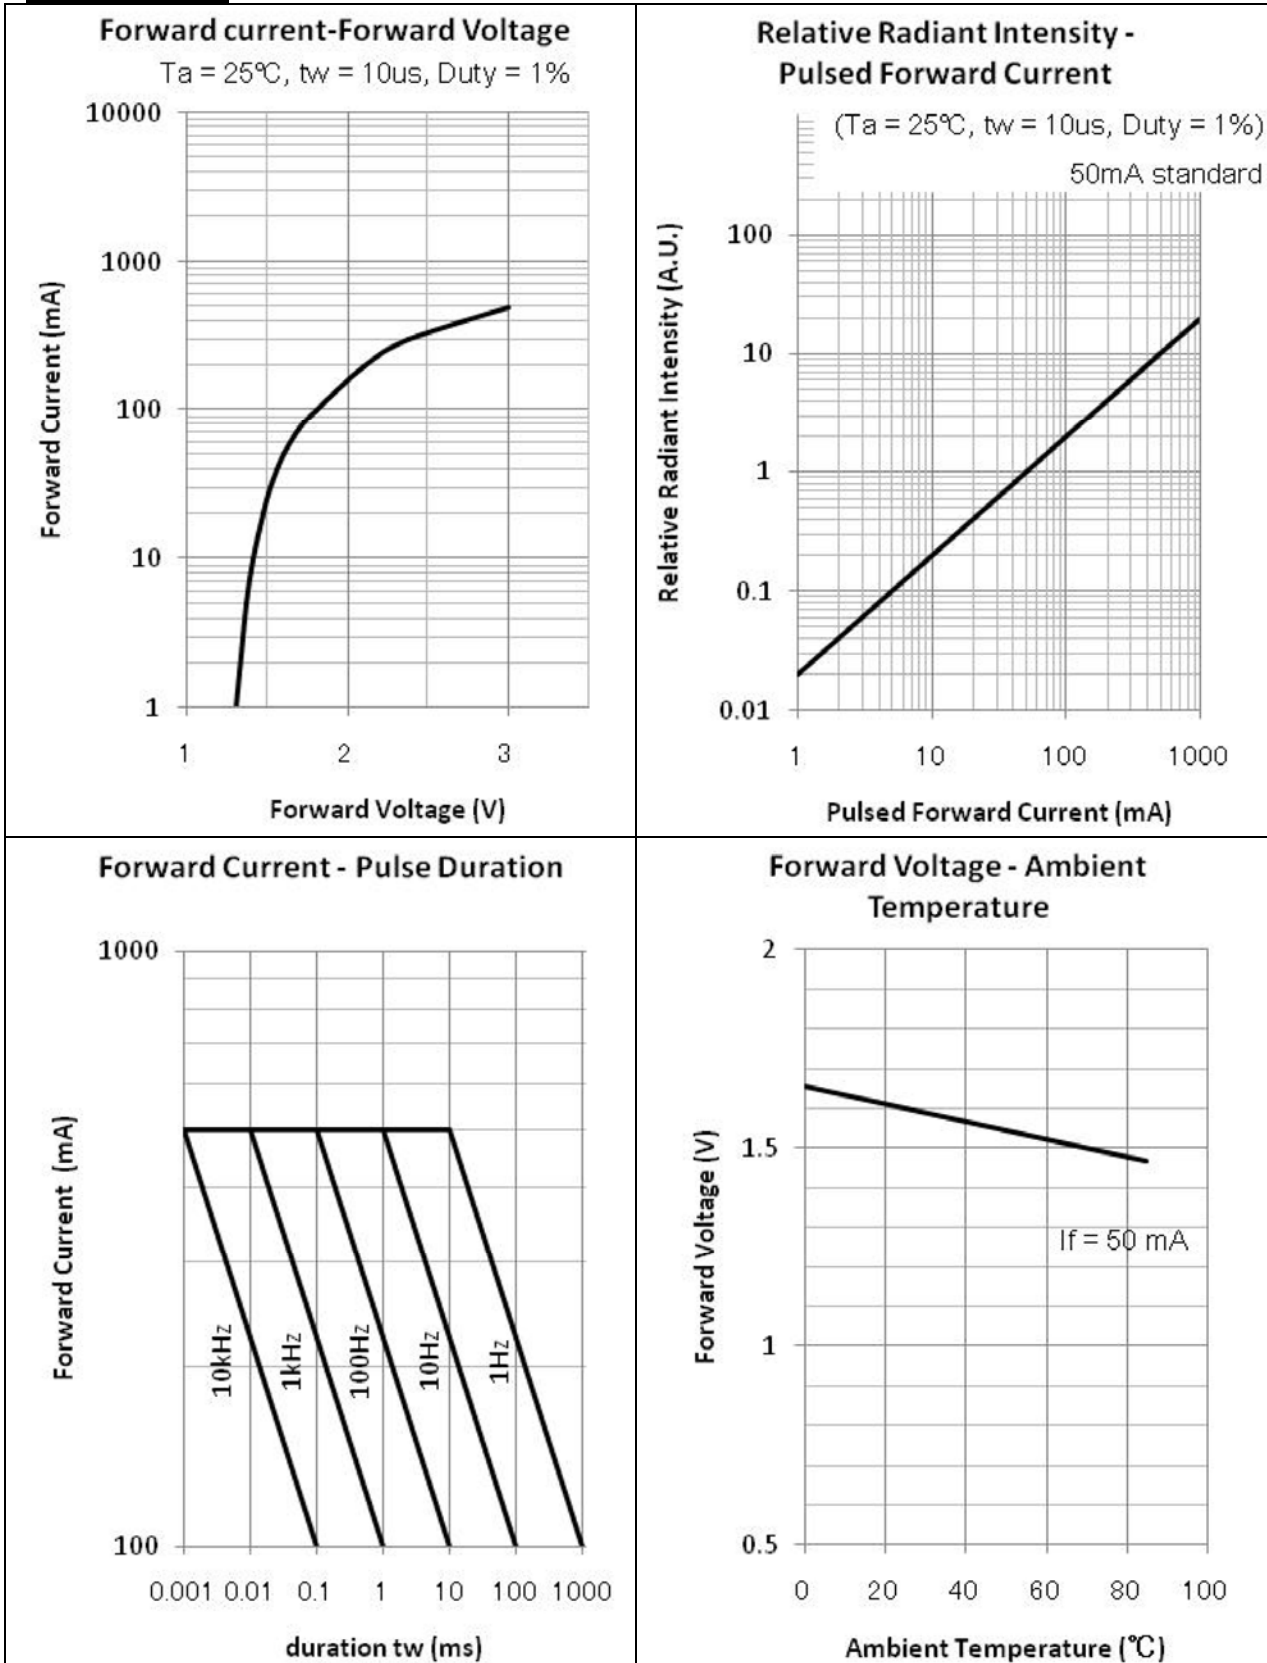 Forward current-Forward Voltage
Ta = 25℃, tw = 10us, Duty = 1%
10000
1000
100
10
1
1
2
3
Forward Current (mA)
Forward Voltage (V)
Relative Radiant Intensity -
Pulsed Forward Current
(Ta = 25℃, tw = 10us, Duty = 1%)
50mA standard
100
10
1
0.1
0.01
1
10
100
1000
Relative Radiant Intensity (A.U.)
Pulsed Forward Current (mA)
Forward Current - Pulse Duration
1000
100
10kHz
1kHz
100Hz
10Hz
1Hz
0.001
0.01
0.1
1
10
100
1000
Forward Current (mA)
duration tw (ms)
Forward Voltage - Ambient
Temperature
2
1.5
1
0.5
If = 50 mA
0
20
40
60
80
100
Forward Voltage (V)
Ambient Temperature (℃)